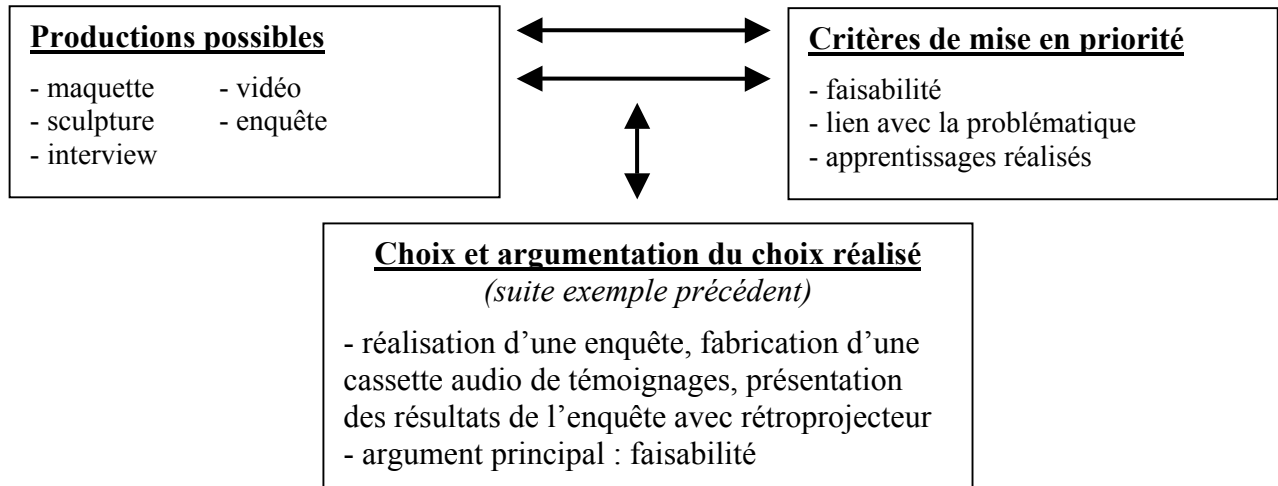 Productions possibles
- maquette - vidéo
- sculpture - enquête
- interview
Critères de mise en priorité
- faisabilité
- lien avec la problématique
- apprentissages réalisés
Choix et argumentation du choix réalisé
(suite exemple précédent)
- réalisation d’une enquête, fabrication d’une
cassette audio de témoignages, présentation
des résultats de l’enquête avec rétroprojecteur
- argument principal : faisabilité